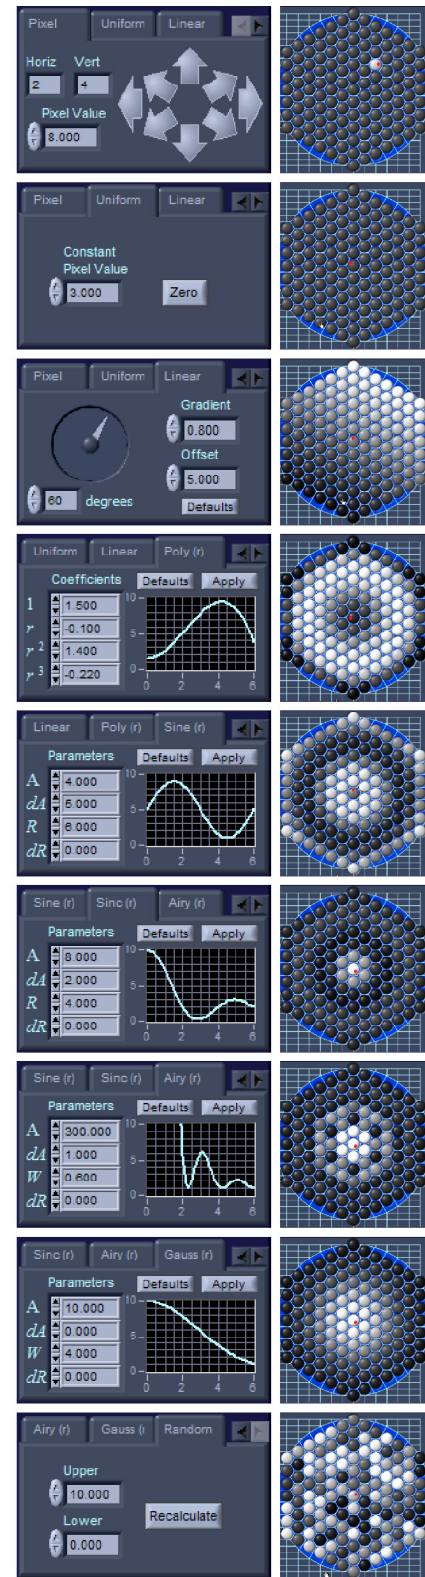 Pixel Uniform Linear
Horiz Vert
2 4
Pixel Value
8.000
Pixel Uniform Linear
Constant
Pixel Value
3.000 Zero
Pixel Uniform Linear
Gradient
0.800
Offset
5.000
60 degrees Defaults
Uniform Linear Poly (r)
Coefficients Defaults Apply
1 1.500
r -0.100
r 2 1.400
r 3 -0.220
10
5
0
0 2 4 6
Linear Poly (r) Sine (r)
Parameters Defaults Apply
A 4.000
dA 5.000
R 6.000
dR 0.000
10
5
0
0 2 4 6
Sine (r) Sinc (r) Airy (r)
Parameters Defaults Apply
A 8.000
dA 2.000
R 4.000
dR 0.000
10
5
0
0 2 4 6
Sine (r) Sinc (r) Airy (r)
Parameters Defaults Apply
A 300.000
dA 1.000
W 0.600
dR 0.000
10
5
0
0 2 4 6
Sinc (r) Airy (r) Gauss (r)
Parameters Defaults Apply
A 10.000
dA 0.000
W 4.000
dR 0.000
10
5
0
0 2 4 6
Airy (r) Gauss (r Random
Upper
10.000
Recalculate
Lower
0.000